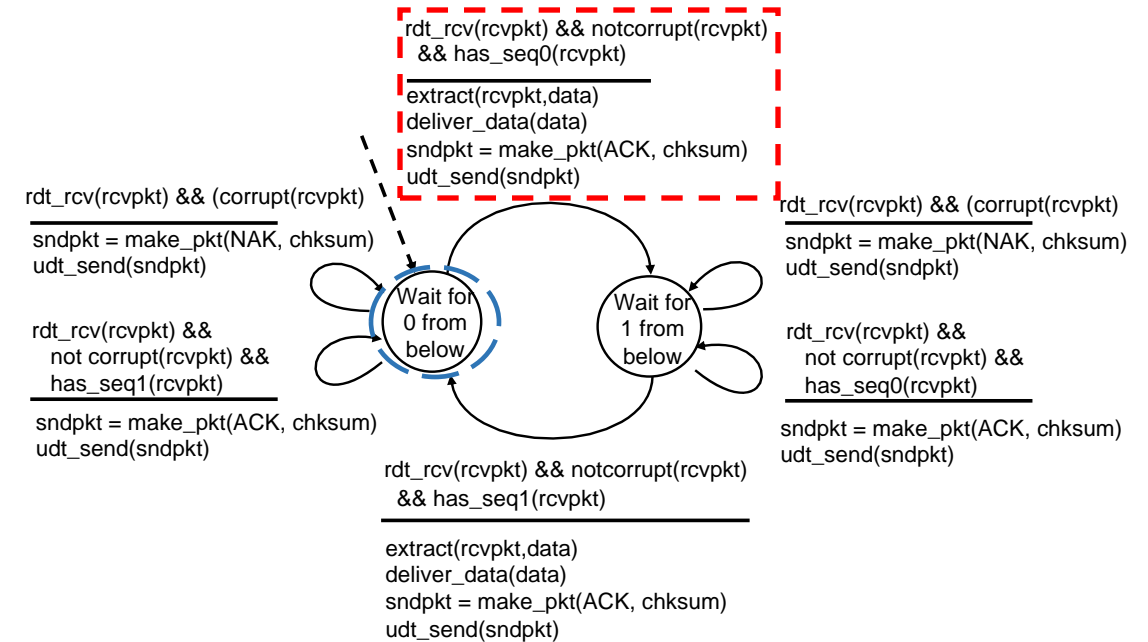 rdt_rcv(rcvpkt) && notcorrupt(rcvpkt)
&& has_seq0(rcvpkt)
extract(rcvpkt,data)
deliver_data(data)
sndpkt = make_pkt(ACK, chksum)
udt_send(sndpkt)
rdt_rcv(rcvpkt) && (corrupt(rcvpkt)
sndpkt = make_pkt(NAK, chksum)
udt_send(sndpkt)
rdt_rcv(rcvpkt) &&
not corrupt(rcvpkt) &&
has_seq1(rcvpkt)
sndpkt = make_pkt(ACK, chksum)
udt_send(sndpkt)
Wait for
0 from
below
Wait for
1 from
below
rdt_rcv(rcvpkt) && (corrupt(rcvpkt)
sndpkt = make_pkt(NAK, chksum)
udt_send(sndpkt)
rdt_rcv(rcvpkt) &&
not corrupt(rcvpkt) &&
has_seq0(rcvpkt)
sndpkt = make_pkt(ACK, chksum)
udt_send(sndpkt)
rdt_rcv(rcvpkt) && notcorrupt(rcvpkt)
&& has_seq1(rcvpkt)
extract(rcvpkt,data)
deliver_data(data)
sndpkt = make_pkt(ACK, chksum)
udt_send(sndpkt)